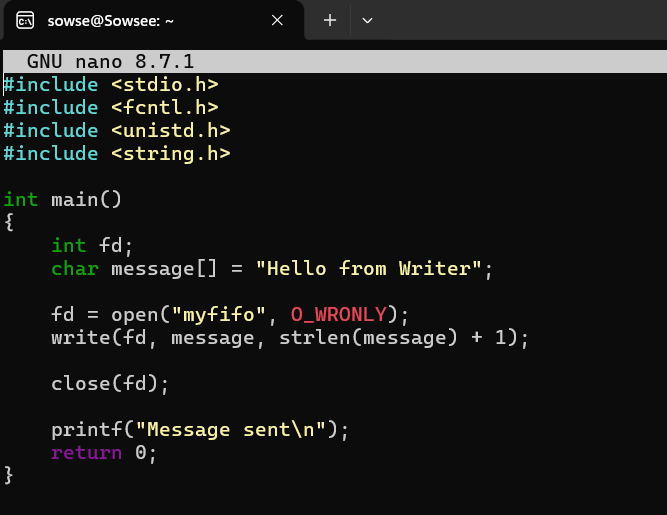 sowse@Sowsee: ~
GNU nano 8.7.1
#include <stdio.h>
#include <fcntl.h>
#include <unistd.h>
#include <string.h>

int main()
{
    int fd;
    char message[] = "Hello from Writer";

    fd = open("myfifo", O_WRONLY);
    write(fd, message, strlen(message) + 1);

    close(fd);

    printf("Message sent\n");
    return 0;
}